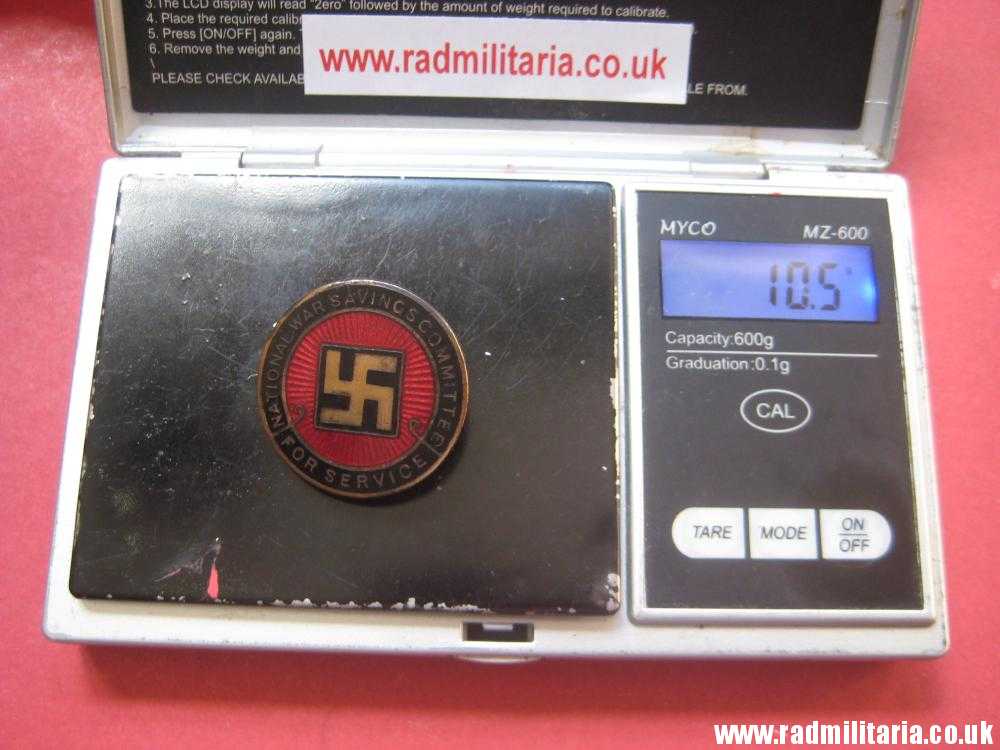 3.The LCD display will read "Zero" followed by the amount of weight required to calibrate.
4. Place the required calib
5. Press [ON/OFF] again.
6. Remove the weight and
\
PLEASE CHECK AVAILAB
LE FROM.
www.radmilitaria.co.uk
MYCO
MZ-600
10.5
Capacity:600g
Graduation:0.1g
CAL
TARE
MODE
ON
OFF
NATIONAL WAR SAVINGS COMMITTEE
FOR SERVICE
www.radmilitaria.co.uk